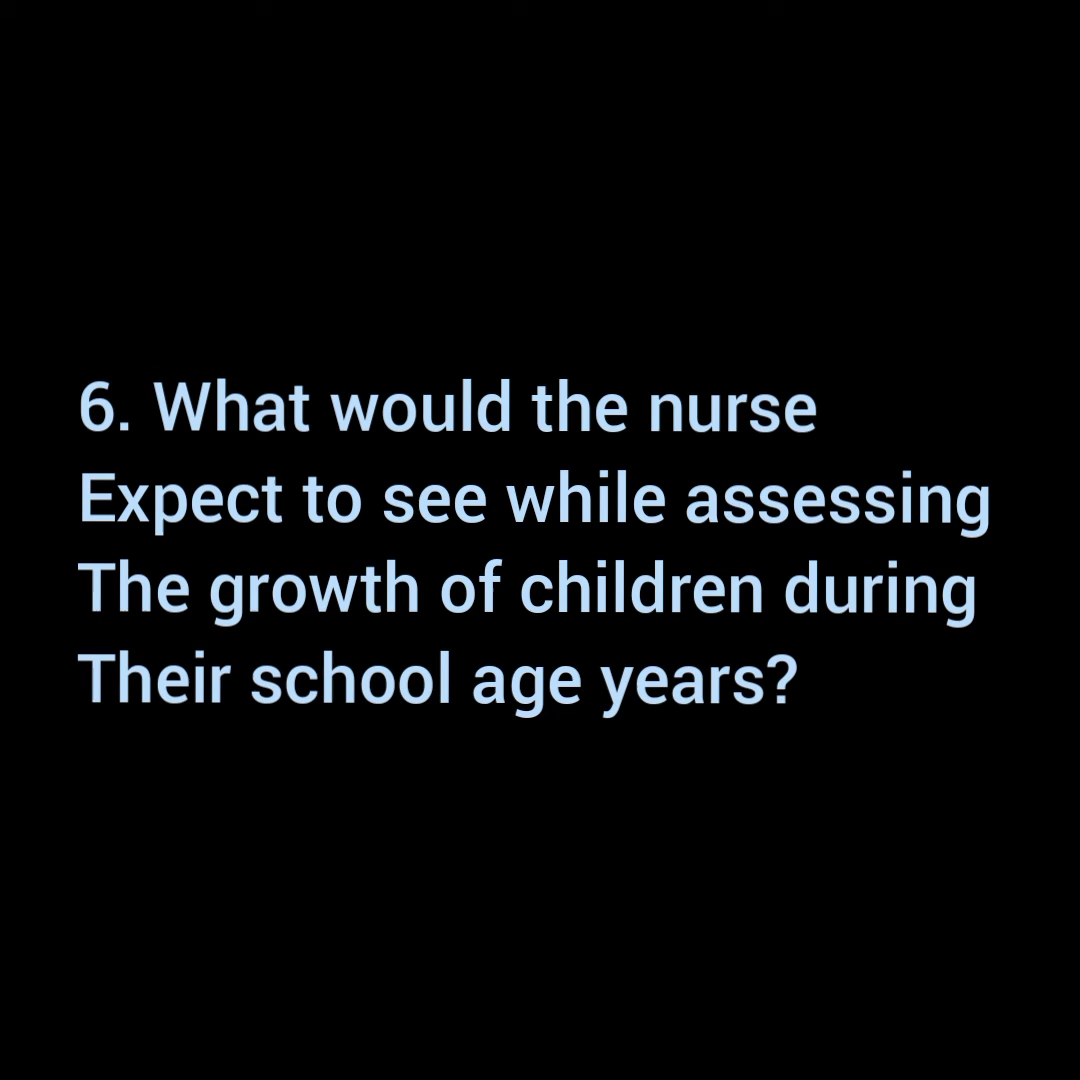 6. What would the nurse
Expect to see while assessing
The growth of children during
Their school age years?